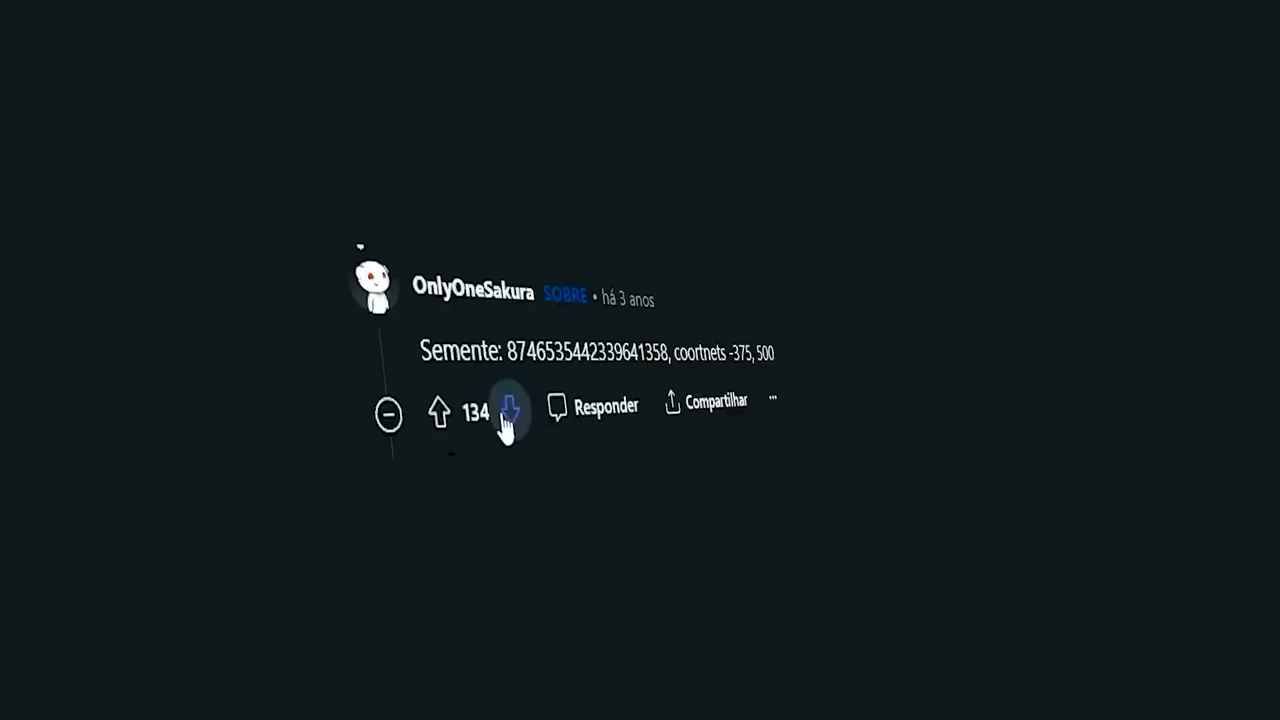 OnlyOneSakura SOBRE • há 3 anos
Semente: 8746535442339641358, coortnets -375, 500
134 Responder Compartilhar ...